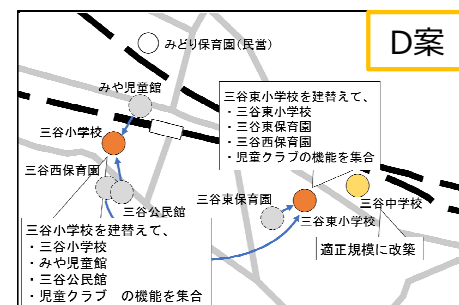 D案
みどり保育園(民営)
みや児童館
三谷小学校
三谷西保育園
三谷公民館
三谷東小学校を建替えて、
・三谷東小学校
・三谷東保育園
・三谷西保育園
・児童クラブの機能を集合
三谷東保育園
三谷東小学校
三谷中学校
適正規模に改築
三谷小学校を建替えて、
・三谷小学校
・みや児童館
・三谷公民館
・児童クラブ の機能を集合